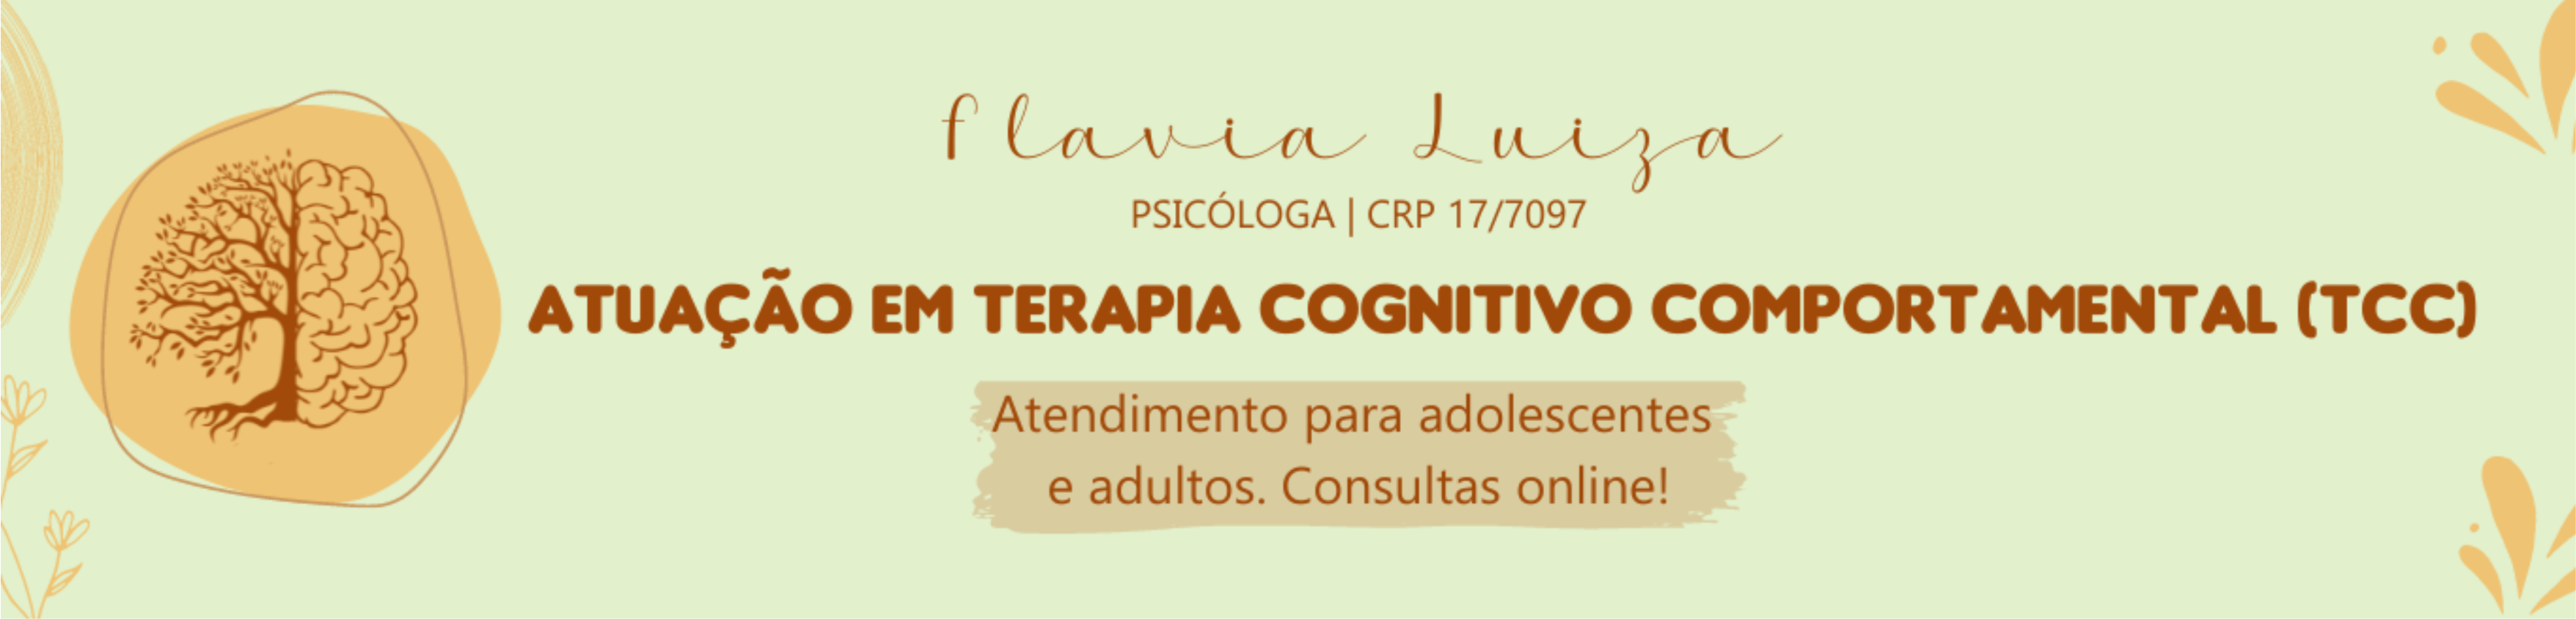 flavia Luiza
PSICÓLOGA | CRP 17/7097
ATUAÇÃO EM TERAPIA COGNITIVO COMPORTAMENTAL (TCC)
Atendimento para adolescentes
e adultos. Consultas online!